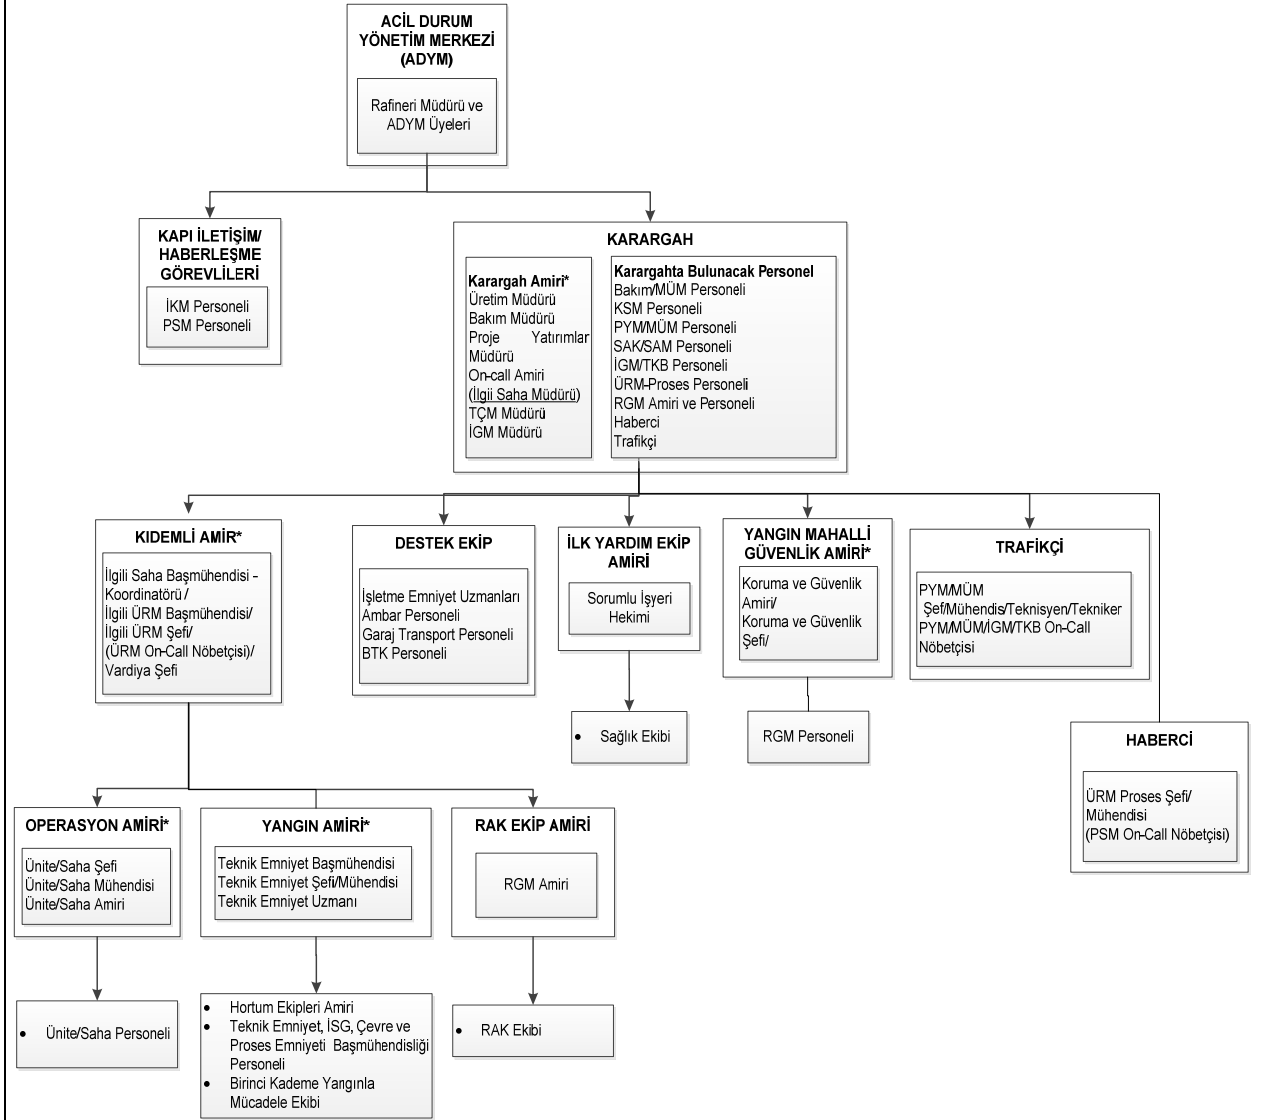 ACİL DURUM
YÖNETİM MERKEZİ
(ADYM)
Rafineri Müdürü ve
ADYM Üyeleri
KAPI İLETİŞİM/
HABERLEŞME
GÖREVLİLERİ
İKM Personeli
PSM Personeli
KARARGAH
Karargah Amiri*
Üretim Müdürü
Bakım Müdürü
Proje Yatırımlar
Müdürü
On-call Amiri
(İlgii Saha Müdürü)
TÇM Müdürü
İGM Müdürü
Karargahta Bulunacak Personel
Bakım/MÜM Personeli
KSM Personeli
PYM/MÜM Personeli
SAK/SAM Personeli
İGM/TKB Personeli
ÜRM-Proses Personeli
RGM Amiri ve Personeli
Haberci
Trafikçi
KIDEMLİ AMİR*
İlgili Saha Başmühendisi –
Koordinatörü /
İlgili ÜRM Başmühendisi/
İlgili ÜRM Şefi/
(ÜRM On-Call Nöbetçisi)/
Vardiya Şefi
DESTEK EKİP
İşletme Emniyet Uzmanları
Ambar Personeli
Garaj Transport Personeli
BTK Personeli
İLK YARDIM EKİP
AMİRİ
Sorumlu İşyeri
Hekimi
• Sağlık Ekibi
YANGIN MAHALLİ
GÜVENLİK AMİRİ*
Koruma ve Güvenlik
Amiri/
Koruma ve Güvenlik
Şefi/
RGM Personeli
TRAFİKÇİ
PYM/MÜM
Şef/Mühendis/Teknisyen/Tekniker
PYM/MÜM/İGM/TKB On-Call
Nöbetçisi
HABERCİ
ÜRM Proses Şefi/
Mühendisi
(PSM On-Call Nöbetçisi)
OPERASYON AMİRİ*
Ünite/Saha Şefi
Ünite/Saha Mühendisi
Ünite/Saha Amiri
• Ünite/Saha Personeli
YANGIN AMİRİ*
Teknik Emniyet Başmühendisi
Teknik Emniyet Şefi/Mühendisi
Teknik Emniyet Uzmanı
• Hortum Ekipleri Amiri
• Teknik Emniyet, İSG, Çevre ve
Proses Emniyeti Başmühendisliği
Personeli
• Birinci Kademe Yangınla
Mücadele Ekibi
RAK EKİP AMİRİ
RGM Amiri
• RAK Ekibi